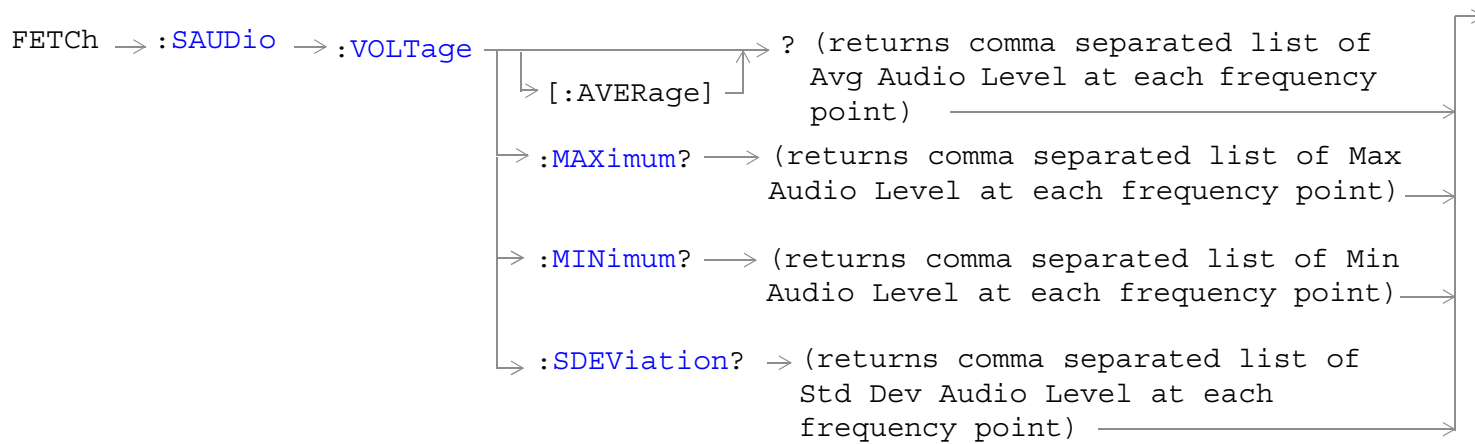 FETCh :SAUDio :VOLTage ? (returns comma separated list of
[:AVERage] Avg Audio Level at each frequency
point)
:MAXimum? (returns comma separated list of Max
Audio Level at each frequency point)
:MINimum? (returns comma separated list of Min
Audio Level at each frequency point)
:SDEViation? (returns comma separated list of
Std Dev Audio Level at each
frequency point)